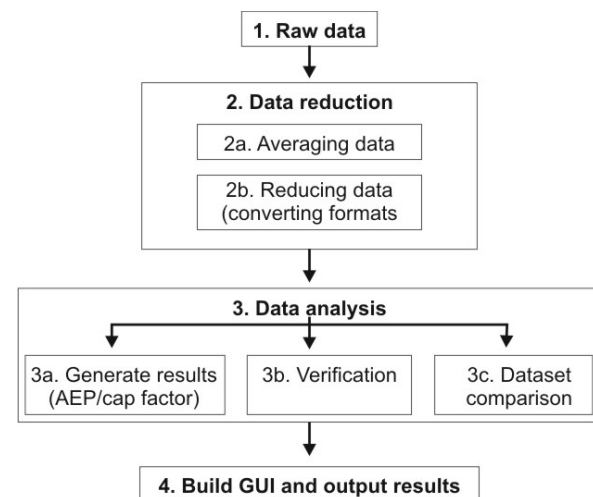 1. Raw data
2. Data reduction
2a. Averaging data
2b. Reducing data
(converting formats
3. Data analysis
3a. Generate results
(AEP/cap factor)
3b. Verification
3c. Dataset
comparison
4. Build GUI and output results